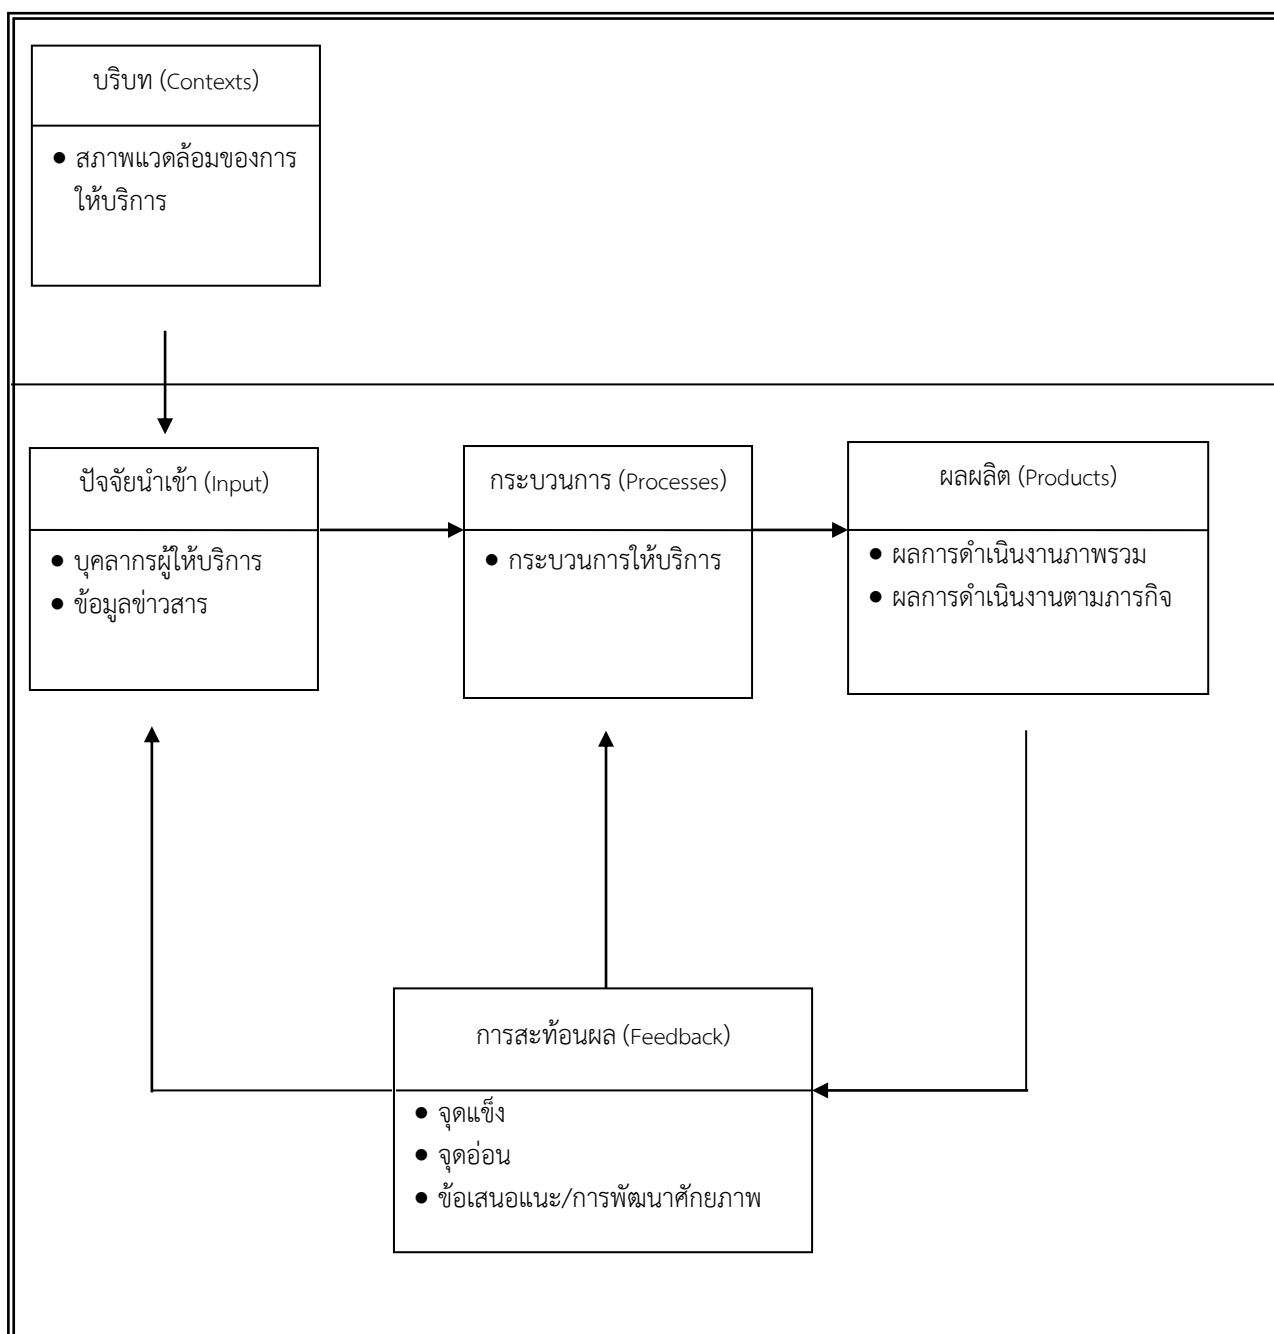 บริบท (Contexts)
● สภาพแวดล้อมของการ
ให้บริการ
ปัจจัยนำเข้า (Input)
● บุคลากรผู้ให้บริการ
● ข้อมูลข่าวสาร
กระบวนการ (Processes)
● กระบวนการให้บริการ
ผลผลิต (Products)
● ผลการดำเนินงานภาพรวม
● ผลการดำเนินงานตามภารกิจ
การสะท้อนผล (Feedback)
● จุดแข็ง
● จุดอ่อน
● ข้อเสนอแนะ/การพัฒนาศักยภาพ